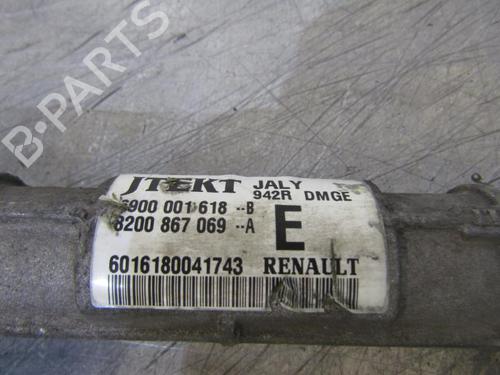 B-PARTS
JTEKT JALY
942R DMGE
6900 001 618 --B
8200 867 069 --A
E
6016180041743 RENAULT